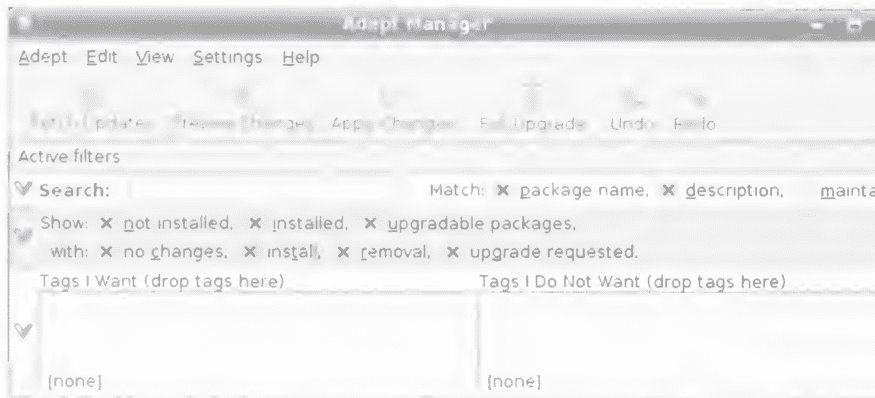 Adept Manager
Adept Edit View Settings Help
Fetch Updates Preview Changes Apply Changes Full Upgrade Undo Redo
Active filters
Search: Match: × package name, × description, mainta
Show: × not installed, × installed, × upgradable packages,
with: × no changes, × install, × removal, × upgrade requested.
Tags I Want (drop tags here) Tags I Do Not Want (drop tags here)
{none} {none}